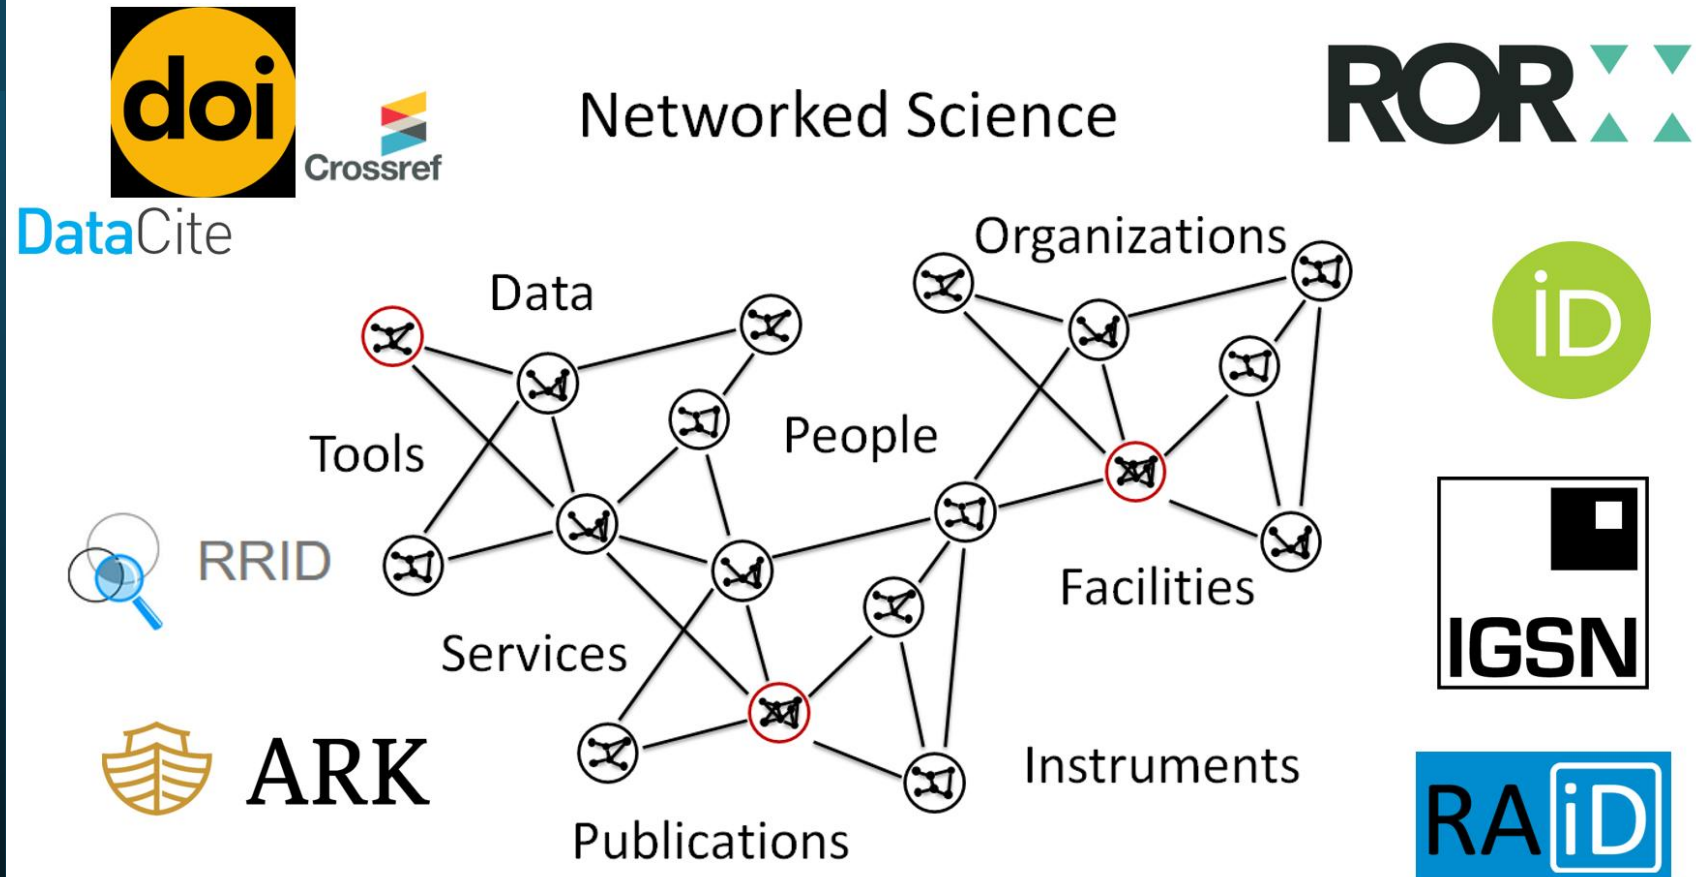 doi
Crossref
Networked Science
ROR
DataCite
Organizations
iD
Data
Tools
People
RRID
Facilities
IGSN
Services
ARK
Instruments
RAiD
Publications